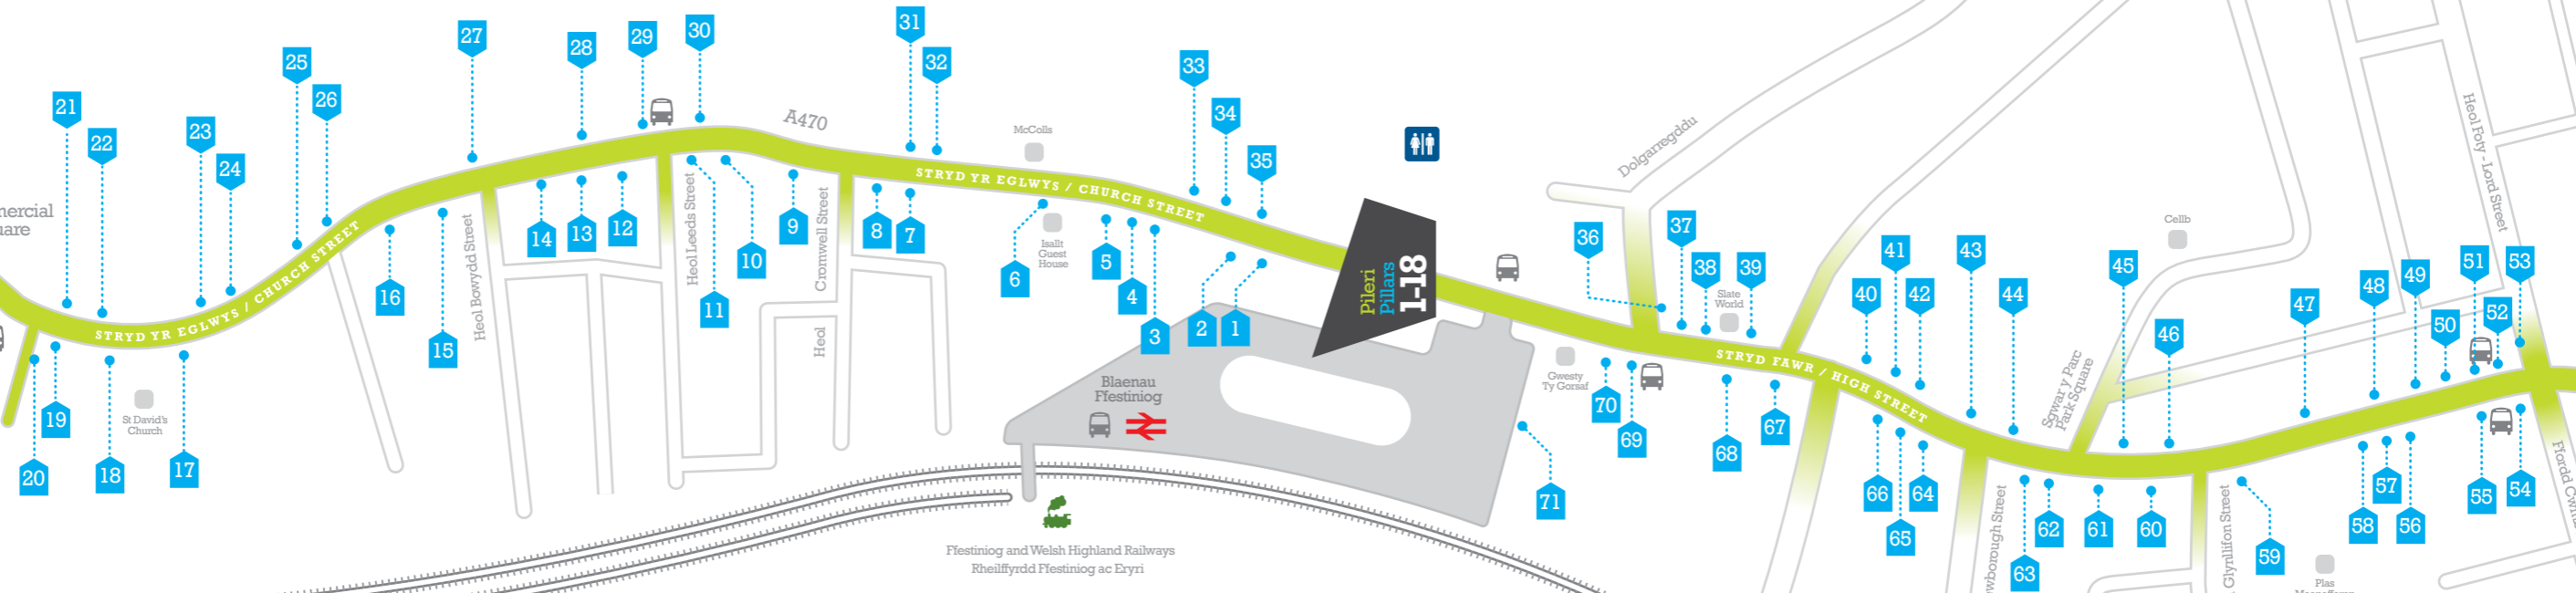 21
22
23
24
25
26
27
28
29
30
31
32
33
34
35
36
37
38
39
40
41
42
43
44
45
46
47
48
49
50
51
52
53
A470
McColls
Dolgarregddu
Heol Foty - Lord Street
Cellb
STRYD YR EGLWYS / CHURCH STREET
STRYD YR EGLWYS / CHURCH STREET
Pileri
Pillars
1-18
Slate
World
STRYD FAWR / HIGH STREET
Sgwar y Parc
Park Square
Heol Bowydd Street
Heol Leeds Street
Cromwell Street
Heol
Isallt
Guest
House
Gwesty
Ty Gorsaf
St David's
Church
Blaenau
Ffestiniog
20
19
18
17
16
15
14
13
12
11
10
9
8
7
6
5
4
3
2
1
71
70
69
68
67
66
65
64
63
62
61
60
59
58
57
56
55
54
Glynllifon Street
Plas
Ffestiniog and Welsh Highland Railways
Rheilffyrdd Ffestiniog ac Eryri